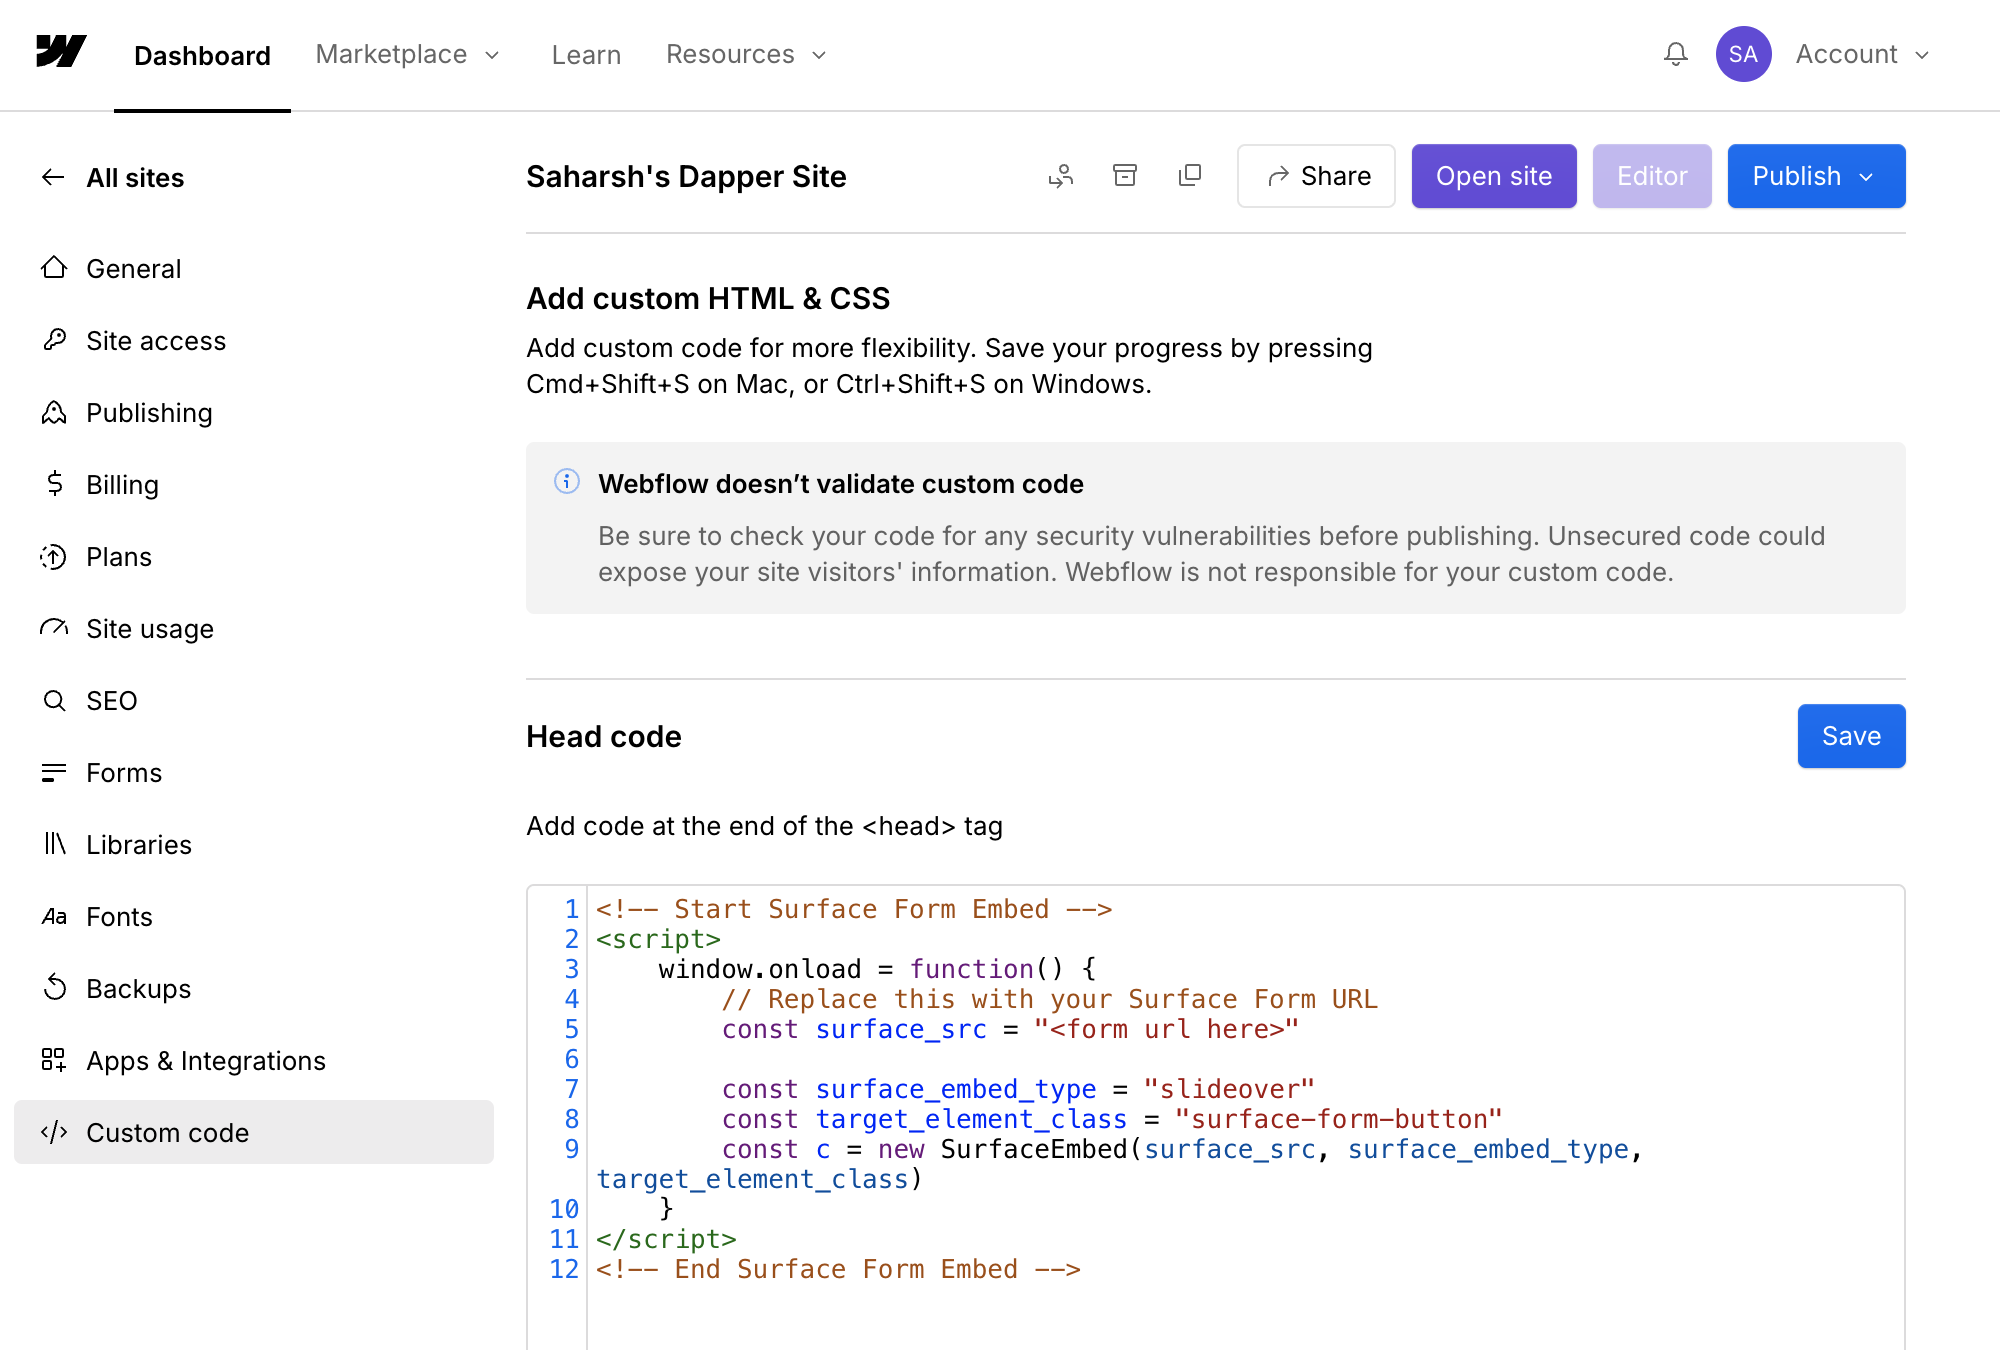 Dashboard
Marketplace
Learn
Resources
SA
Account
All sites
General
Site access
Publishing
Billing
Plans
Site usage
SEO
Forms
Libraries
Aa Fonts
Backups
Apps & Integrations
</> Custom code
Saharsh's Dapper Site
Share
Open site
Editor
Publish
Add custom HTML & CSS
Add custom code for more flexibility. Save your progress by pressing
Cmd+Shift+S on Mac, or Ctrl+Shift+S on Windows.
Webflow doesn’t validate custom code
Be sure to check your code for any security vulnerabilities before publishing. Unsecured code could
expose your site visitors' information. Webflow is not responsible for your custom code.
Head code
Save
Add code at the end of the <head> tag
1 <!-- Start Surface Form Embed -->
2 <script>
3     window.onload = function() {
4         // Replace this with your Surface Form URL
5         const surface_src = "<form url here>"
6
7         const surface_embed_type = "slideover"
8         const target_element_class = "surface-form-button"
9         const c = new SurfaceEmbed(surface_src, surface_embed_type,
target_element_class)
10     }
11 </script>
12 <!-- End Surface Form Embed -->